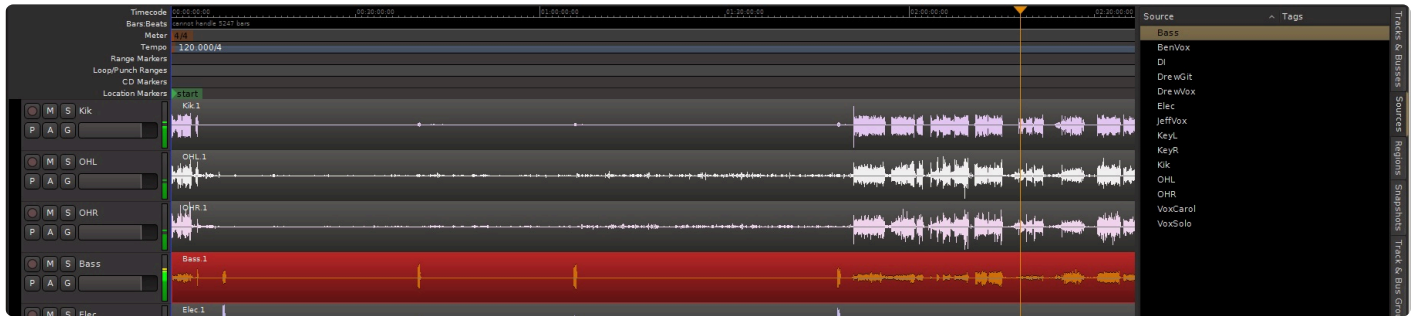 Timecode 00:00:00:00 00:30:00:00 01:00:00:00 01:30:00:00 02:00:00:00 02:30:00:00
Bars:Beats cannot handle 5247 bars
Meter 4/4
Tempo 120.000/4
Range Markers
Loop/Punch Ranges
CD Markers
Location Markers start
M S Kik
P A G
Kik.1
M S OHL
P A G
OHL.1
M S OHR
P A G
OHR.1
M S Bass
P A G
Bass.1
M S Elec
Elec.1
Source Tags
Bass
BenVox
DI
DrewGit
DrewVox
Elec
JeffVox
KeyL
KeyR
Kik
OHL
OHR
VoxCarol
VoxSolo
Tracks & Busses
Sources
Regions
Snapshots
Track & Bus Gro